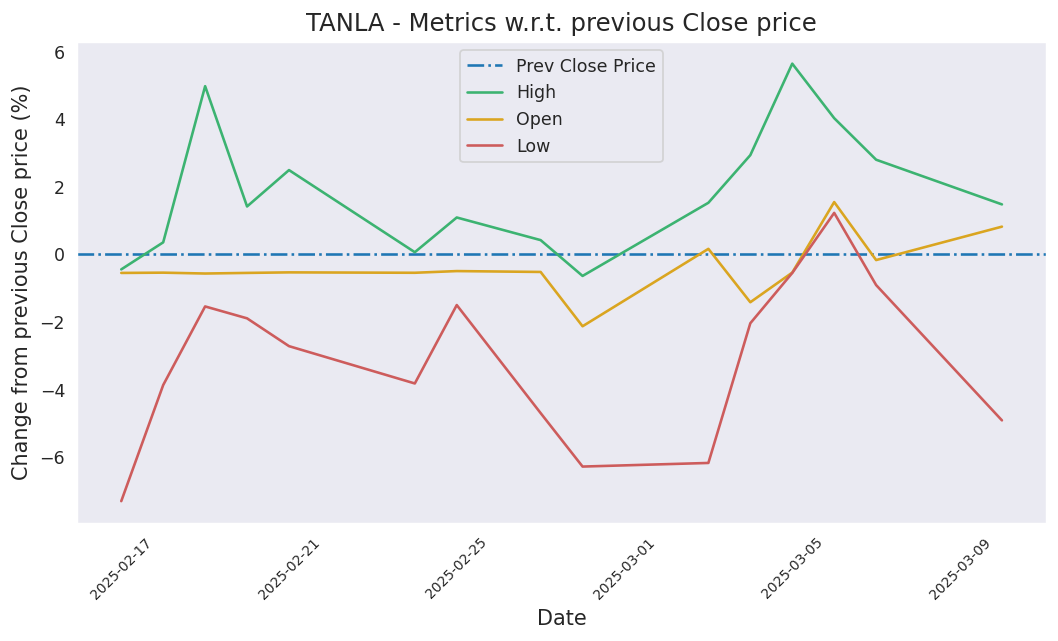 TANLA - Metrics w.r.t. previous Close price
Change from previous Close price (%)
6
4
2
0
−2
−4
−6
Prev Close Price
High
Open
Low
2025-02-17
2025-02-21
2025-02-25
2025-03-01
2025-03-05
2025-03-09
Date